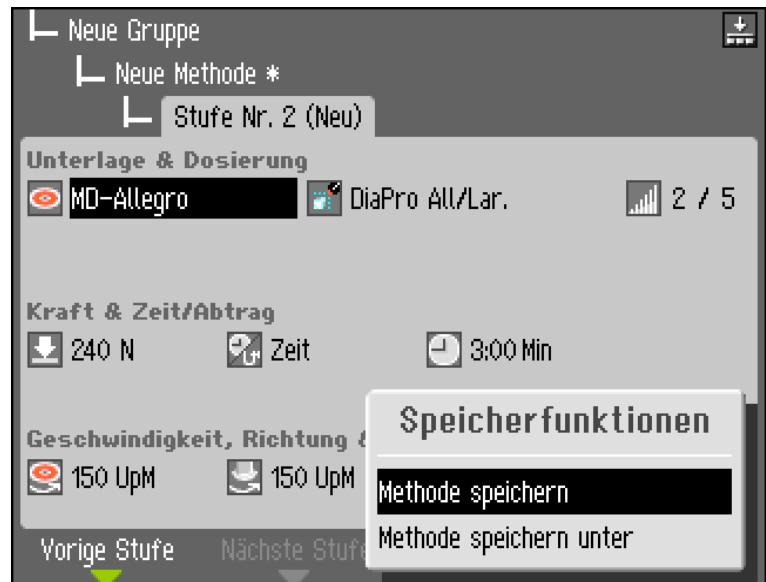 Neue Gruppe
Neue Methode *
Stufe Nr. 2 (Neu)
Unterlage & Dosierung
MD-Allegro DiaPro All/Lar. 2 / 5
Kraft & Zeit/Abtrag
240 N Zeit 3:00 Min
Geschwindigkeit, Richtung &
150 UpM 150 UpM
Speicherfunktionen
Methode speichern
Methode speichern unter
Vorige Stufe Nächste Stufe